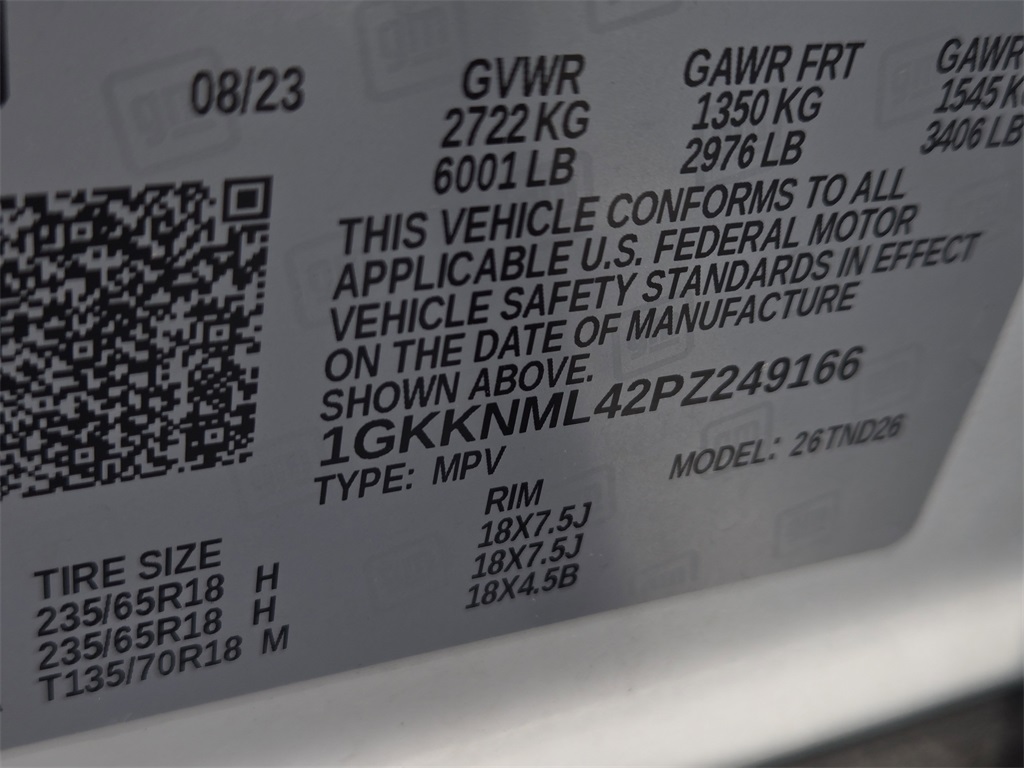 08/23
GVWR
2722 KG
6001 LB
GAWR FRT
1350 KG
2976 LB
GAWR
1545 K
3406 LB
THIS VEHICLE CONFORMS TO ALL
APPLICABLE U.S. FEDERAL MOTOR
VEHICLE SAFETY STANDARDS IN EFFECT
ON THE DATE OF MANUFACTURE
SHOWN ABOVE.
1GKKNML42PZ249166
TYPE: MPV
MODEL: 26TND26
TIRE SIZE
235/65R18 H
235/65R18 H
T135/70R18 M
RIM
18X7.5J
18X7.5J
18X4.5B